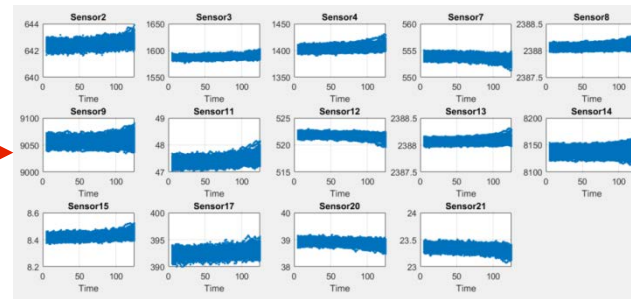 Sensor2 Sensor3 Sensor4 Sensor7 Sensor8
644 1650 1450 560 2388.5
642 1600 1400 555 2388
640 1550 1350 550 2387.5
0 50 100 0 50 100 0 50 100 0 50 100 0 50 100
Time Time Time Time Time
Sensor9 Sensor11 Sensor12 Sensor13 Sensor14
9100 49 525 2388.5 8200
9050 48 520 2388 8150
9000 47 515 2387.5 8100
0 50 100 0 50 100 0 50 100 0 50 100 0 50 100
Time Time Time Time Time
Sensor15 Sensor17 Sensor20 Sensor21
8.6 400 40 24
8.4 395 39 23.5
8.2 390 38 23
0 50 100 0 50 100 0 50 100 0 50 100
Time Time Time Time